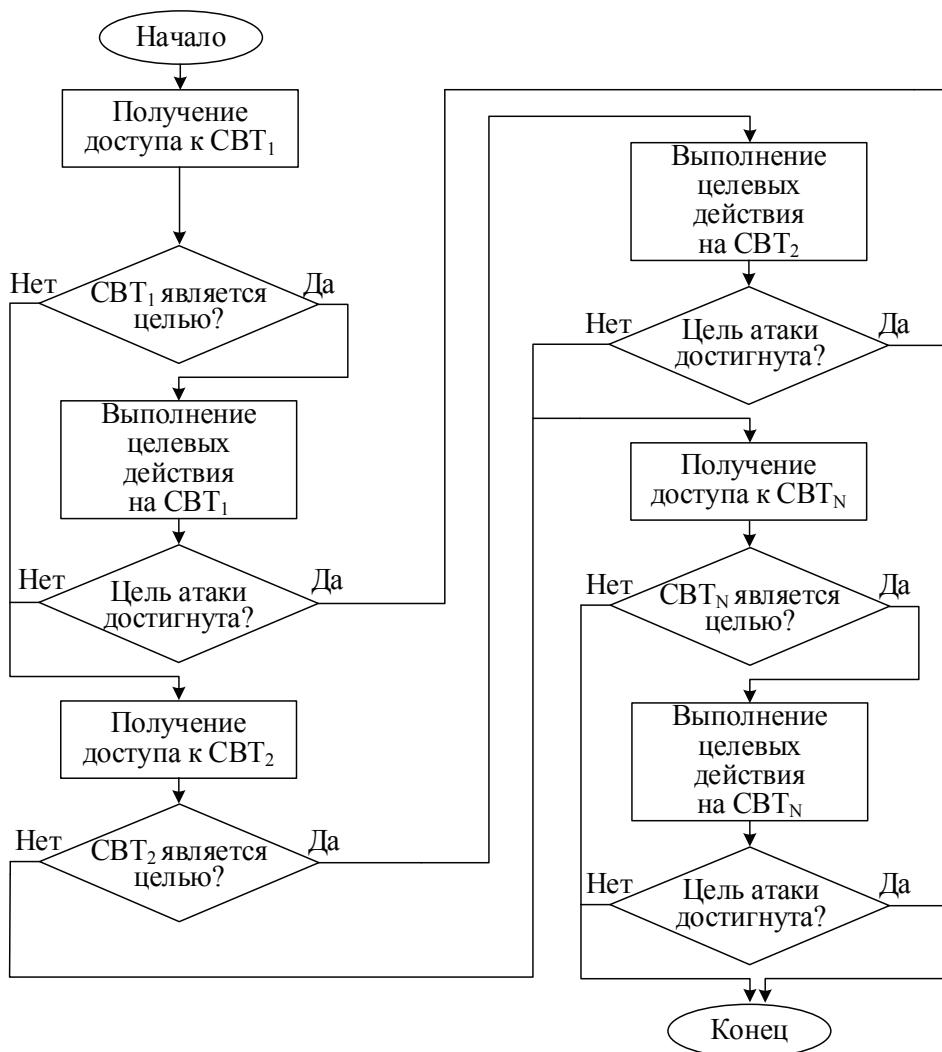 Начало
Получение
доступа к СВТ₁
Нет
Да
СВТ₁ является
целью?
Выполнение
целевых
действия
на СВТ₁
Нет
Да
Цель атаки
достигнута?
Получение
доступа к СВТ₂
Нет
Да
СВТ₂ является
целью?
Выполнение
целевых
действия
на СВТ₂
Нет
Да
Цель атаки
достигнута?
Получение
доступа к СВТN
Нет
Да
СВТN является
целью?
Выполнение
целевых
действия
на СВТN
Нет
Да
Цель атаки
достигнута?
Конец